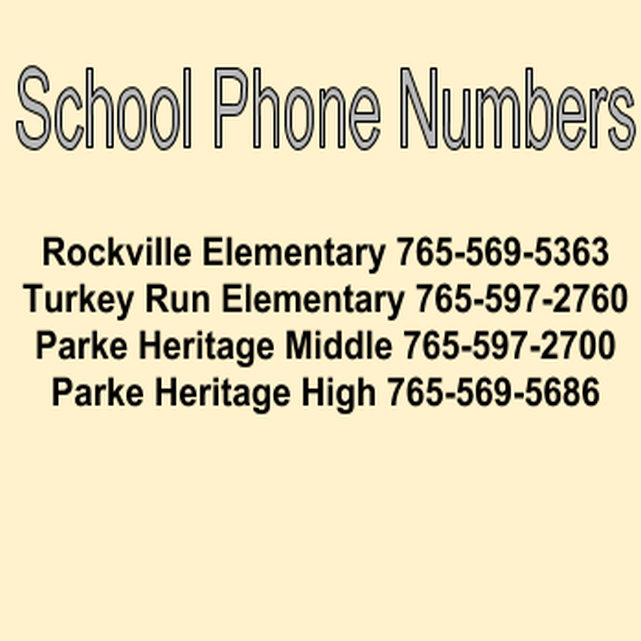 School Phone Numbers
Rockville Elementary 765-569-5363
Turkey Run Elementary 765-597-2760
Parke Heritage Middle 765-597-2700
Parke Heritage High 765-569-5686